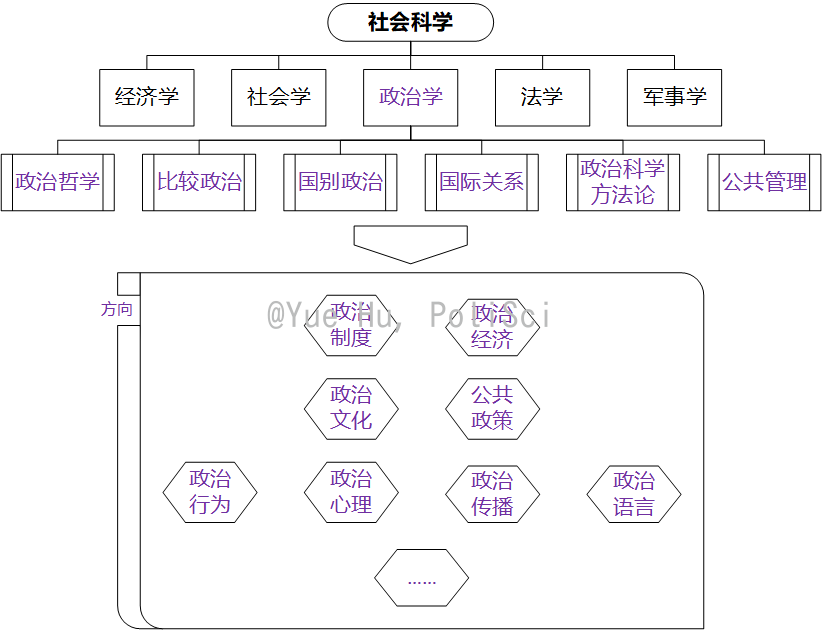 社会科学
经济学 社会学 政治学 法学 军事学
政治哲学 比较政治 国别政治 国际关系 政治科学 公共管理
方法论
方向
@Yue Hu, PoliSci
政治 政治
制度 经济
政治 公共
文化 政策
政治 政治 政治 政治
行为 心理 传播 语言
……